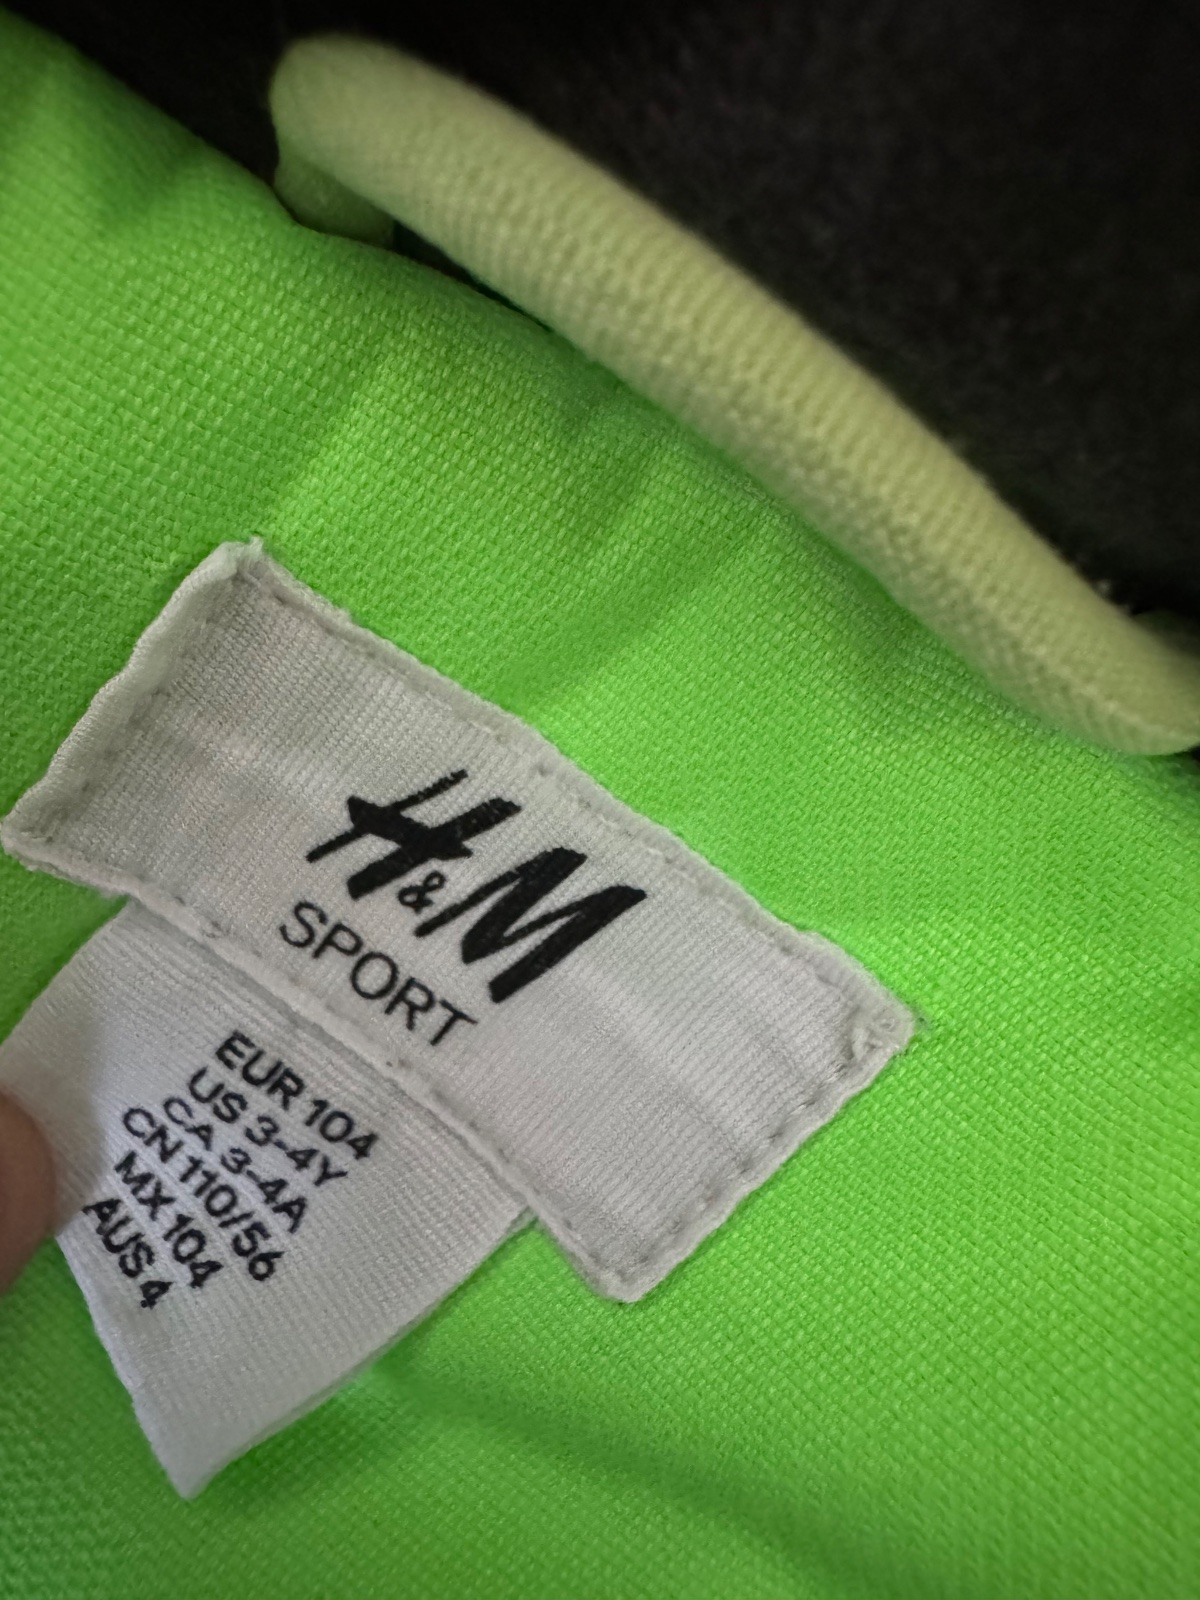 H&M
SPORT
EUR 104
US 3-4Y
CA 3-4A
CN 110/56
MX 104
AUS 4